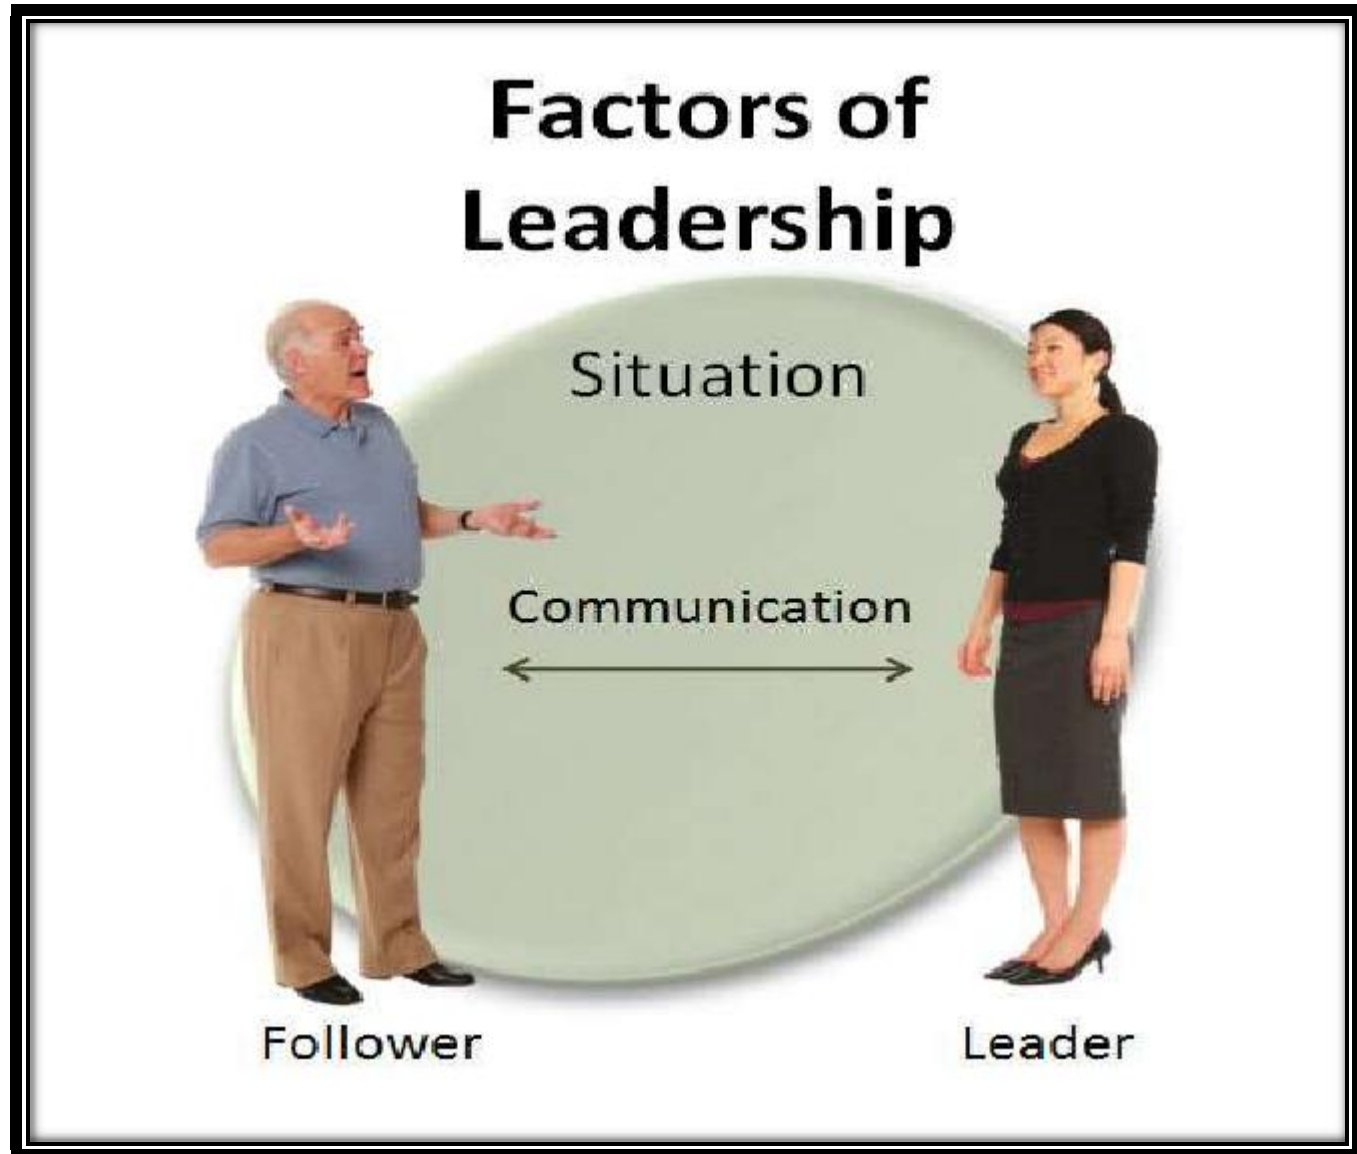 Factors of
Leadership
Situation
Communication
Follower
Leader